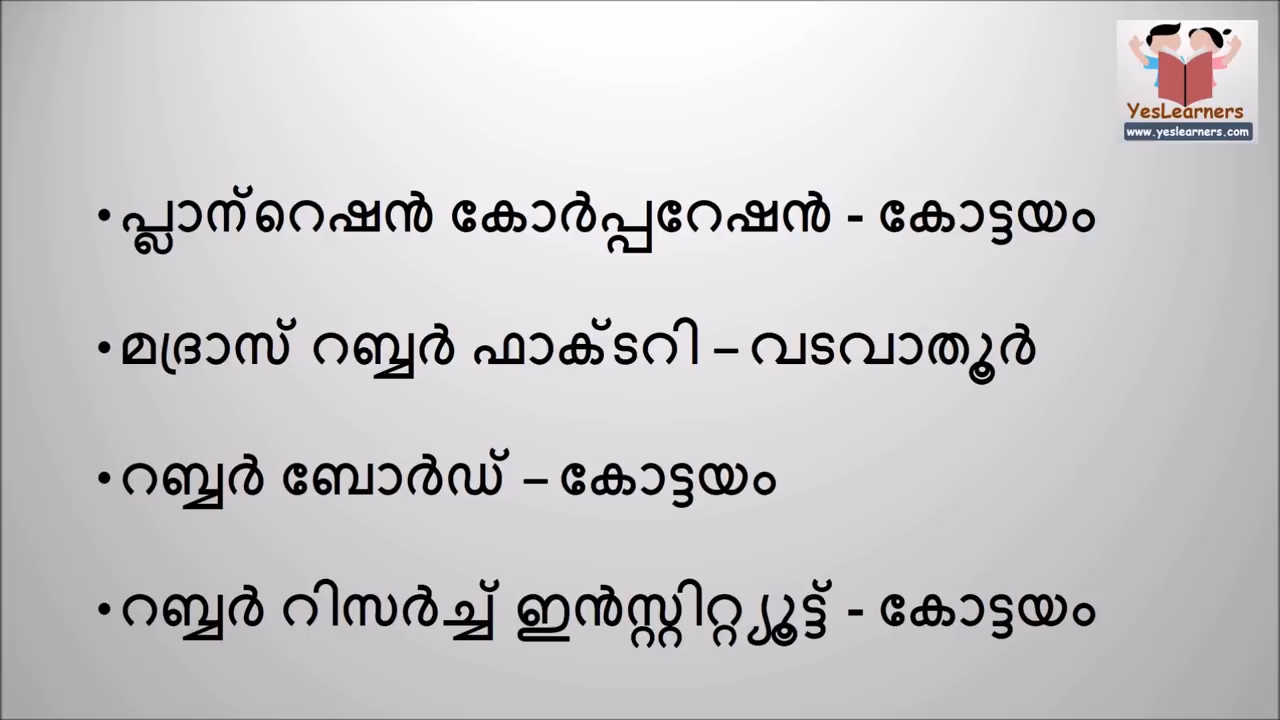 YesLearners
www.yeslearners.com
•പ്ലാന്‌റെഷൻ കോർപ്പറേഷൻ - കോട്ടയം
•മദ്രാസ് റബ്ബർ ഫാക്ടറി – വടവാതൂർ
•റബ്ബർ ബോർഡ് – കോട്ടയം
•റബ്ബർ റിസർച്ച് ഇൻസ്റ്റിറ്റ്യൂട്ട് - കോട്ടയം